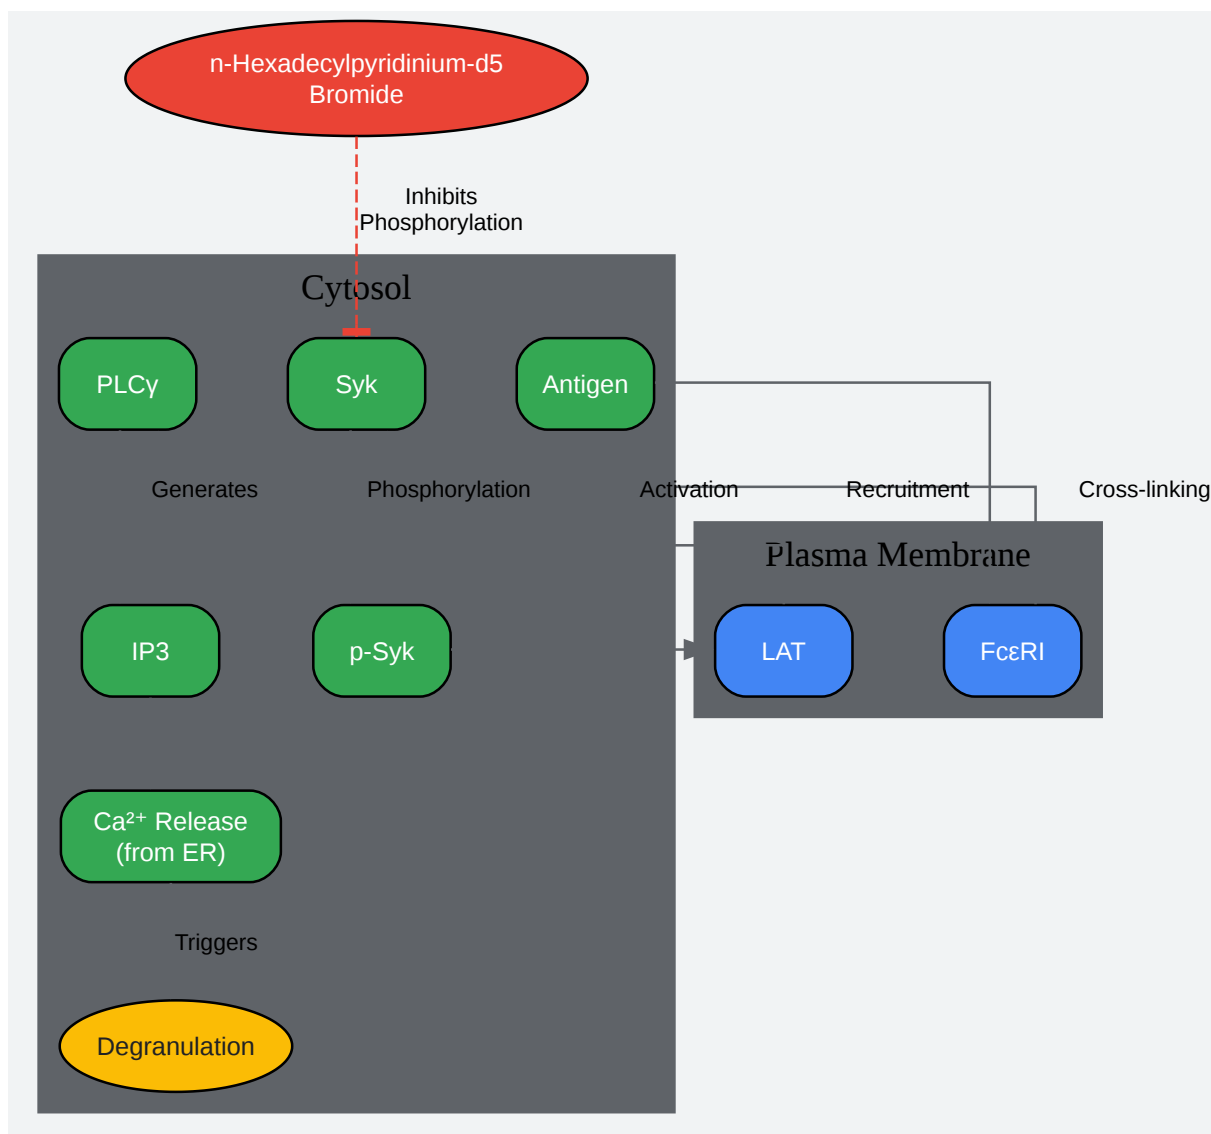 n-Hexadecylpyridinium-d5
Bromide
Inhibits
Phosphorylation
Cytosol
PLCγ
Syk
Antigen
Generates
Phosphorylation
Activation
Recruitment
Cross-linking
Plasma Membrane
IP3
p-Syk
LAT
FcεRI
Ca²⁺ Release
(from ER)
Triggers
Degranulation